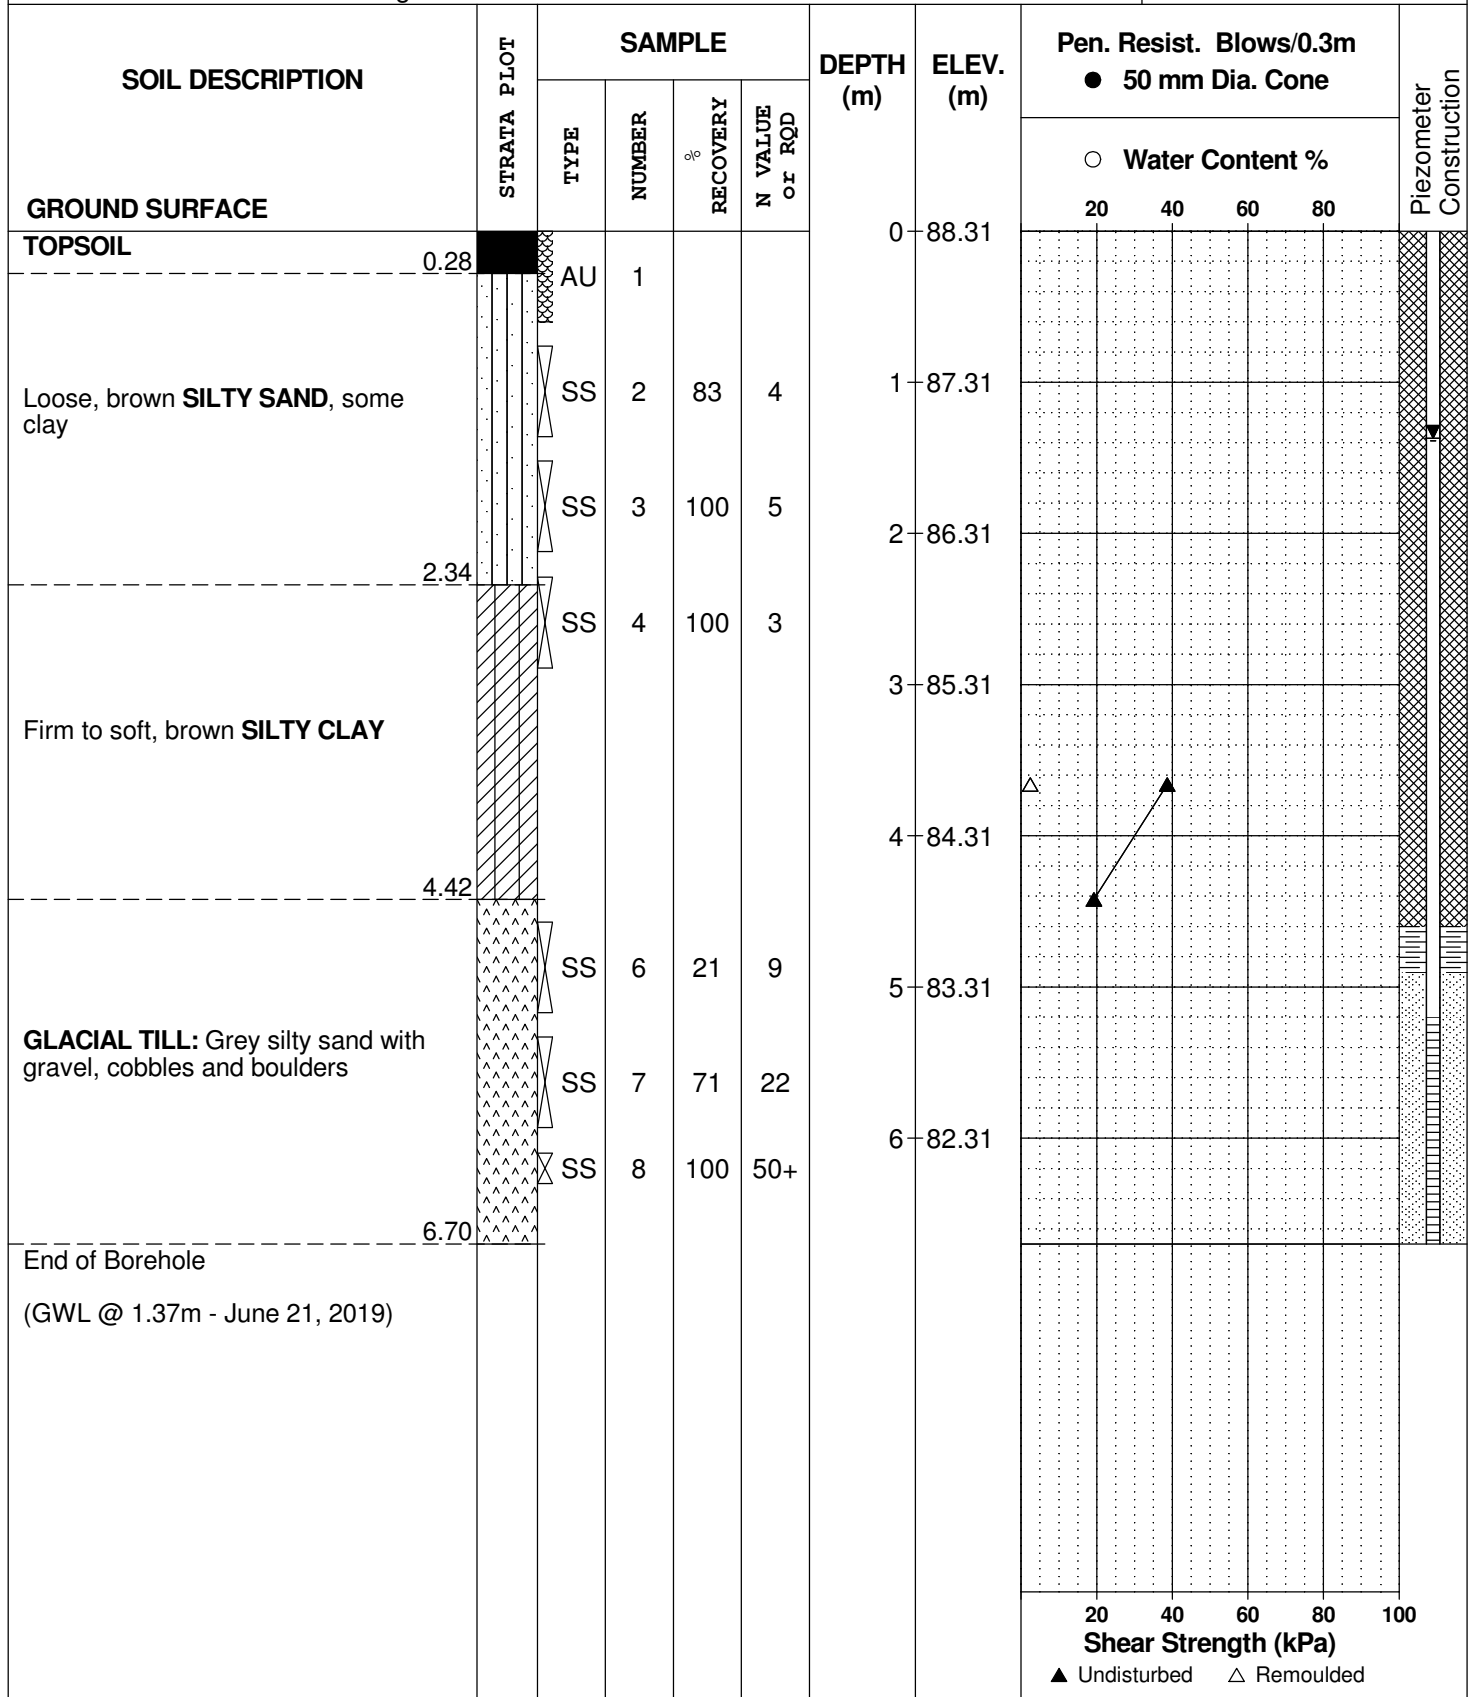 SOIL DESCRIPTION
GROUND SURFACE
STRATA PLOT
SAMPLE
TYPE
NUMBER
% RECOVERY
N VALUE or RQD
DEPTH (m)
ELEV. (m)
Pen. Resist. Blows/0.3m
● 50 mm Dia. Cone
○ Water Content %
20 40 60 80
Piezometer Construction
0 88.31
TOPSOIL
0.28
AU 1
Loose, brown SILTY SAND, some
clay
SS 2 83 4
1 87.31
SS 3 100 5
2 86.31
2.34
SS 4 100 3
3 85.31
Firm to soft, brown SILTY CLAY
4 84.31
4.42
SS 6 21 9
5 83.31
GLACIAL TILL: Grey silty sand with
gravel, cobbles and boulders
SS 7 71 22
6 82.31
SS 8 100 50+
6.70
End of Borehole
(GWL @ 1.37m - June 21, 2019)
20 40 60 80 100
Shear Strength (kPa)
▲ Undisturbed △ Remoulded